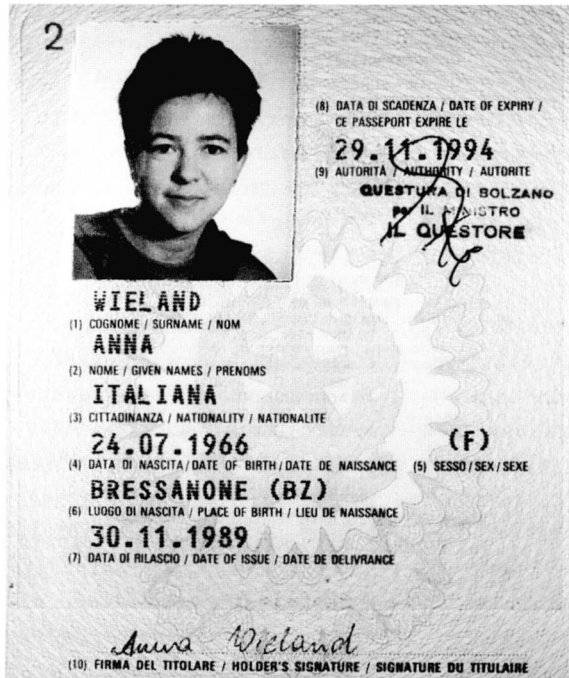 2
(8) DATA DI SCADENZA / DATE OF EXPIRY /
CE PASSEPORT EXPIRE LE
29.11.1994
(9) AUTORITÀ / AUTHORITY / AUTORITE
QUESTURA DI BOLZANO
per IL MINISTRO
IL QUESTORE
WIELAND
(1) COGNOME / SURNAME / NOM
ANNA
(2) NOME / GIVEN NAMES / PRENOMS
ITALIANA
(3) CITTADINANZA / NATIONALITY / NATIONALITÉ
24.07.1966 (F)
(4) DATA DI NASCITA / DATE OF BIRTH / DATE DE NAISSANCE (5) SESSO / SEX / SEXE
BRESSANONE (BZ)
(6) LUOGO DI NASCITA / PLACE OF BIRTH / LIEU DE NAISSANCE
30.11.1989
(7) DATA DI RILASCIO / DATE OF ISSUE / DATE DE DELIVRANCE
Anna Wieland
(10) FIRMA DEL TITOLARE / HOLDER'S SIGNATURE / SIGNATURE DU TITULAIRE